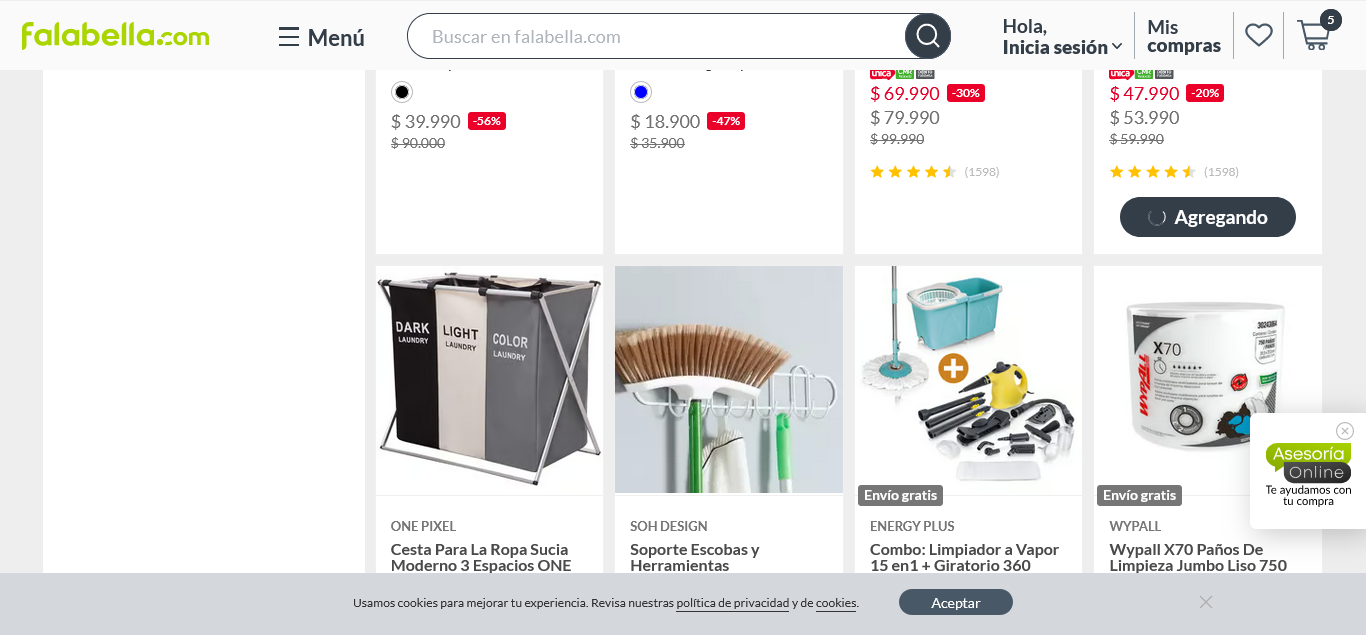 falabella.com
Menú
Buscar en falabella.com
Hola,
Inicia sesión
Mis
compras
5
$ 39.990 -56%
$ 90.000
$ 18.900 -47%
$ 35.900
única CMR
$ 69.990 -30%
$ 79.990
$ 99.990
(1598)
única CMR
$ 47.990 -20%
$ 53.990
$ 59.990
(1598)
Agregando
DARK
LAUNDRY
LIGHT
LAUNDRY
COLOR
LAUNDRY
X70
WYPALL
Envío gratis
Envío gratis
Asesoría
Online
Te ayudamos con
tu compra
ONE PIXEL
Cesta Para La Ropa Sucia
Moderno 3 Espacios ONE
SOH DESIGN
Soporte Escobas y
Herramientas
ENERGY PLUS
Combo: Limpiador a Vapor
15 en1 + Giratorio 360
WYPALL
Wypall X70 Paños De
Limpieza Jumbo Liso 750
Usamos cookies para mejorar tu experiencia. Revisa nuestras política de privacidad y de cookies.
Aceptar